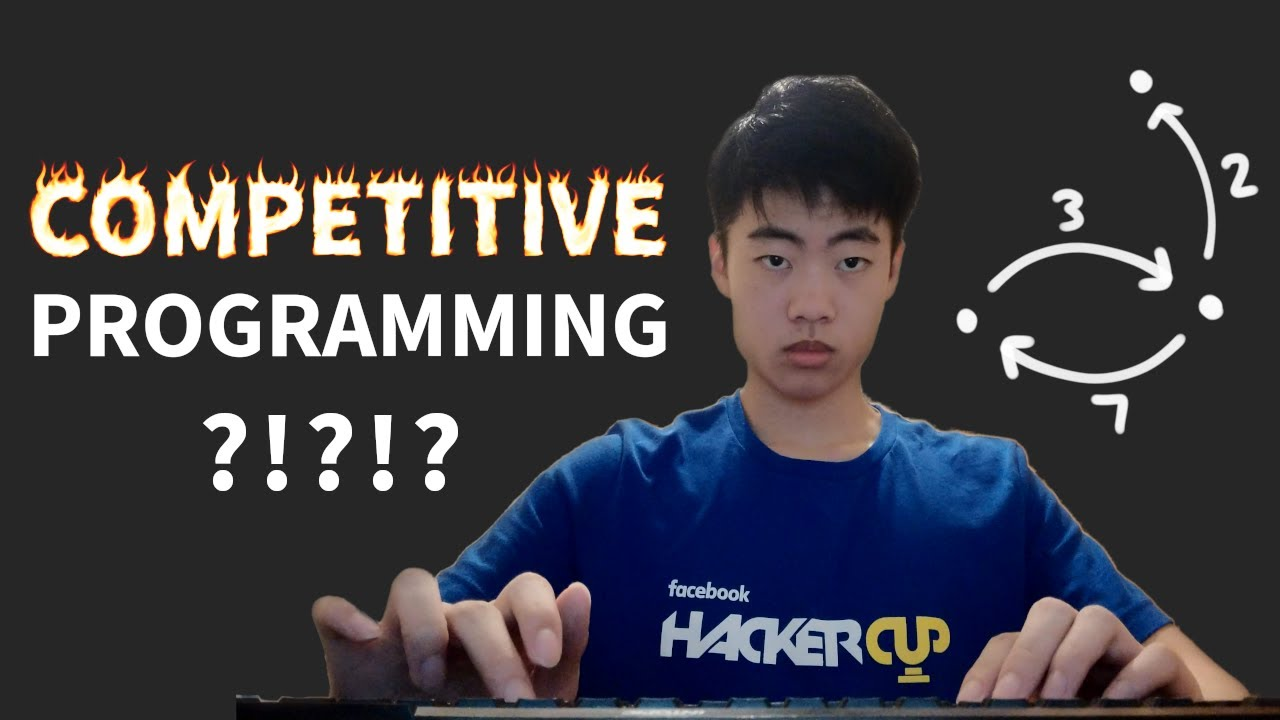 COMPETITIVE
PROGRAMMING
?!?!?
facebook
HACKERCUP
3
2
7